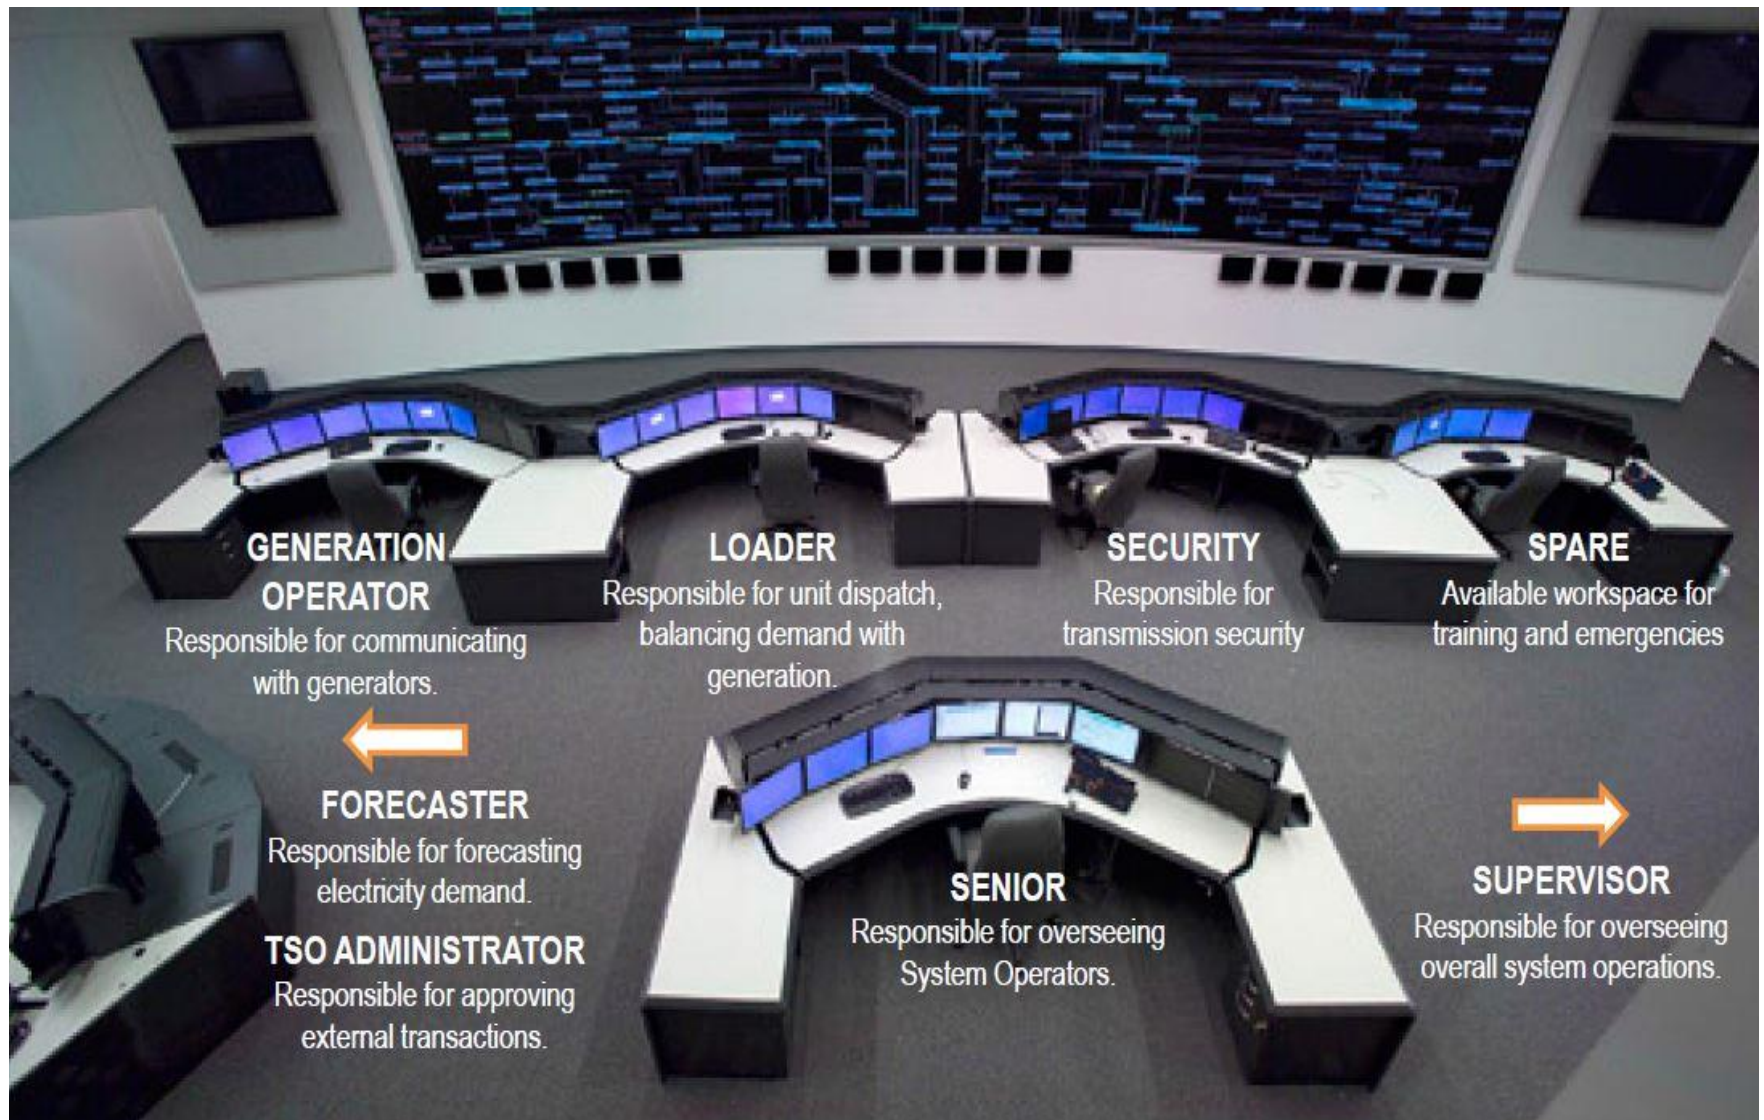 GENERATION
OPERATOR
Responsible for communicating
with generators.
LOADER
Responsible for unit dispatch,
balancing demand with
generation.
SECURITY
Responsible for
transmission security
SPARE
Available workspace for
training and emergencies
FORECASTER
Responsible for forecasting
electricity demand.
TSO ADMINISTRATOR
Responsible for approving
external transactions.
SENIOR
Responsible for overseeing
System Operators.
SUPERVISOR
Responsible for overseeing
overall system operations.